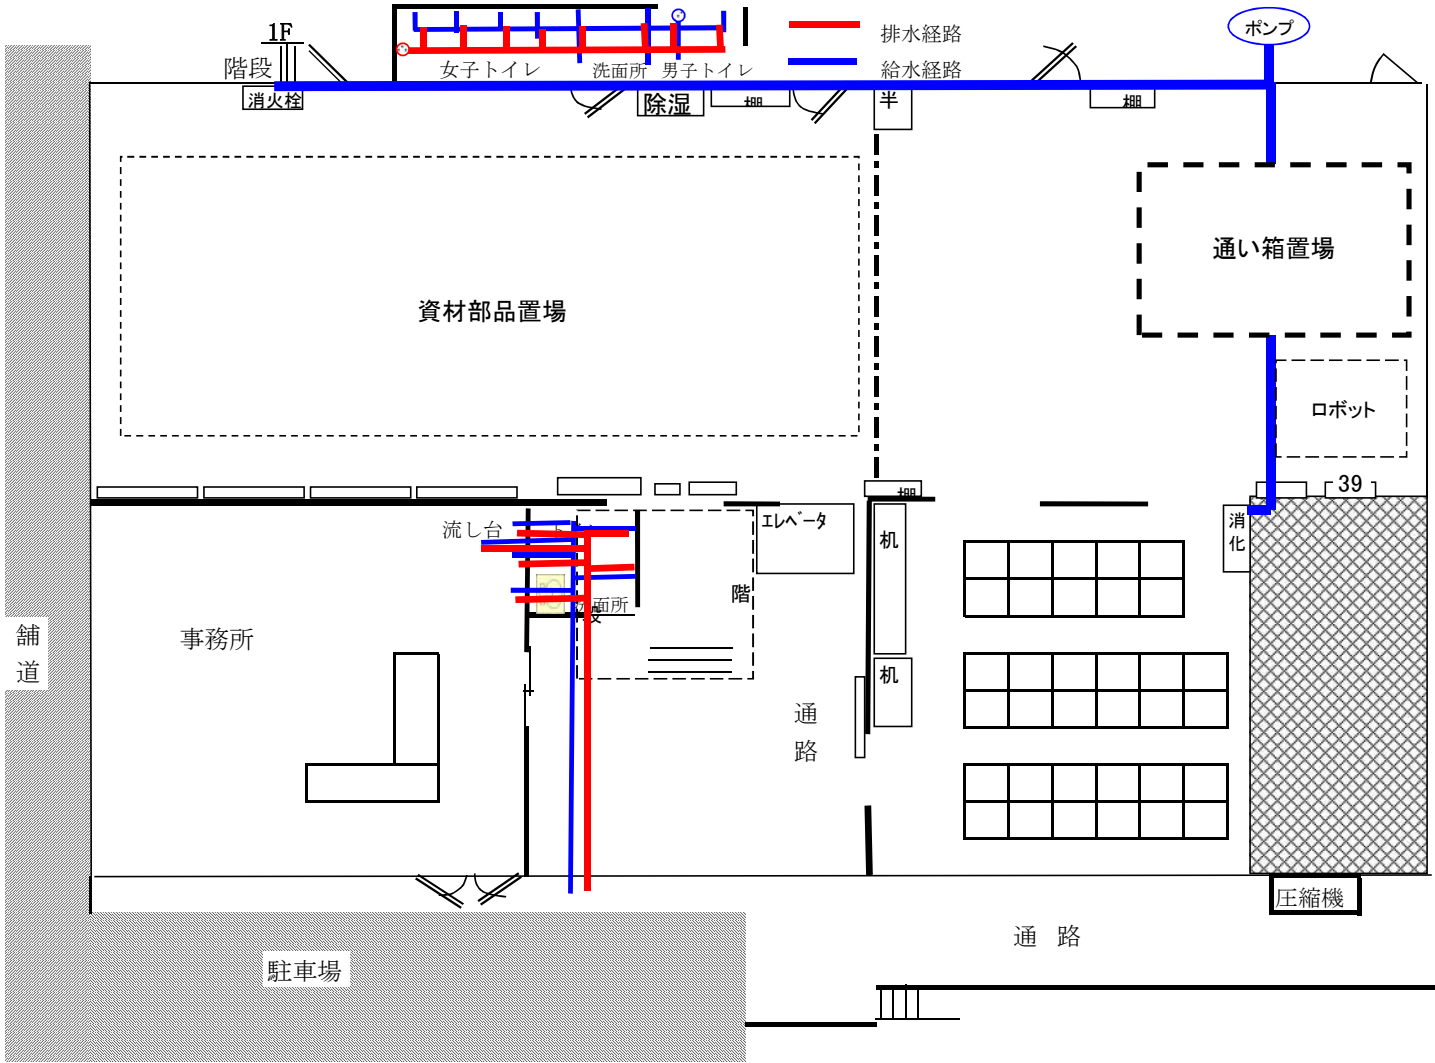 1F
階段
消火栓
女子トイレ
洗面所
男子トイレ
排水経路
給水経路
ポンプ
除湿
棚
半
棚
通い箱置場
資材部品置場
ロボット
39
棚
流し台
エレベータ
机
消
化
階
洗面所
段
事務所
舗
道
机
通
路
圧縮機
通 路
駐車場